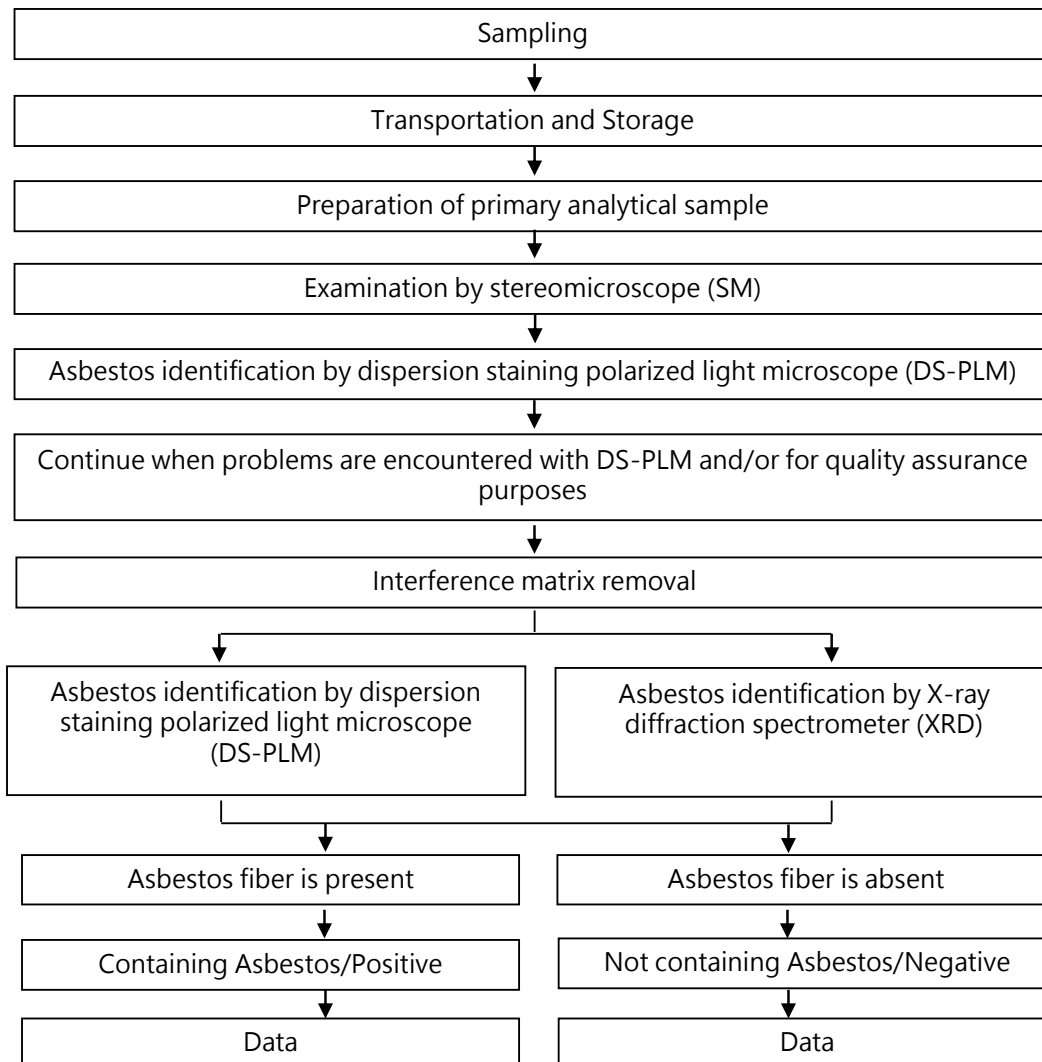 Sampling
Transportation and Storage
Preparation of primary analytical sample
Examination by stereomicroscope (SM)
Asbestos identification by dispersion staining polarized light microscope (DS-PLM)
Continue when problems are encountered with DS-PLM and/or for quality assurance
purposes
Interference matrix removal
Asbestos identification by dispersion
staining polarized light microscope
(DS-PLM)
Asbestos identification by X-ray
diffraction spectrometer (XRD)
Asbestos fiber is present
Asbestos fiber is absent
Containing Asbestos/Positive
Not containing Asbestos/Negative
Data
Data